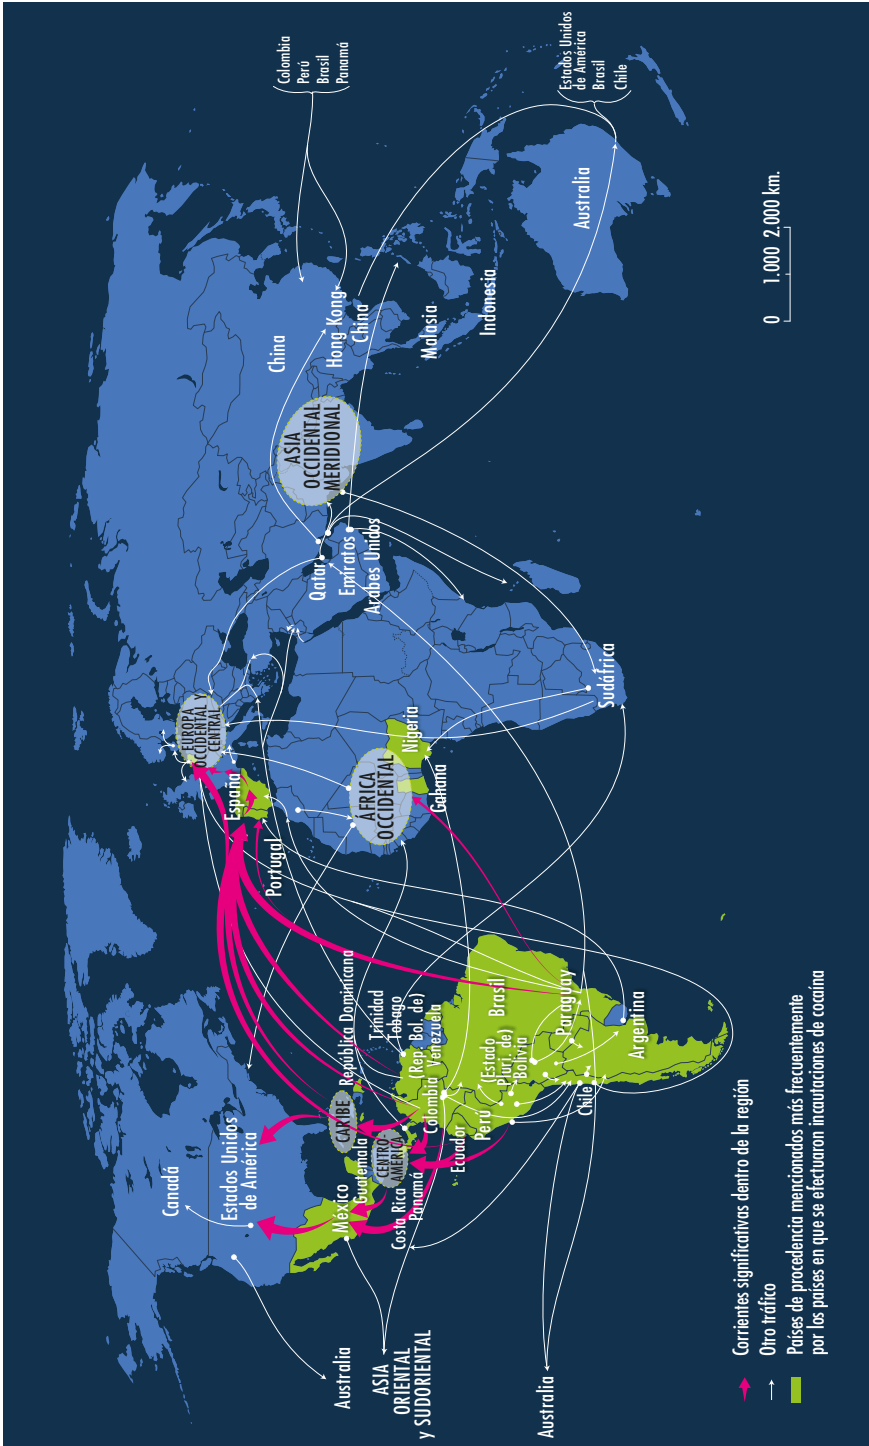 Canadá
Estados Unidos
de América
México
Guatemala
CARIBE
República Dominicana
CENTRO-
AMÉRICA
Costa Rica
Panamá
Trinidad
Tobago
(Rep. Bol. de)
Venezuela
Colombia
Ecuador
Perú
Brasil
(Estado
Pluri. de)
Bolivia
Paraguay
Chile
Argentina
Australia
ASIA
ORIENTAL
y SUDORIENTAL
Australia
EUROPA
OCCIDENTAL Y
CENTRAL
España
Portugal
ÁFRICA
OCCIDENTAL
Nigeria
Gahana
Sudáfrica
Qatar
Emiratos
Arabes Unidos
ASIA
OCCIDENTAL
MERIDIONAL
China
Hong Kong
China
Malasia
Indonesia
Australia
Colombia
Perú
Brasil
Panamá
Estados Unidos
de América
Brasil
Chile
0 1.000 2.000 km.
Corrientes significativas dentro de la región
Otro tráfico
Países de procedencia mencionados más frecuentemente
por los países en que se efectuaron incautaciones de cocaína